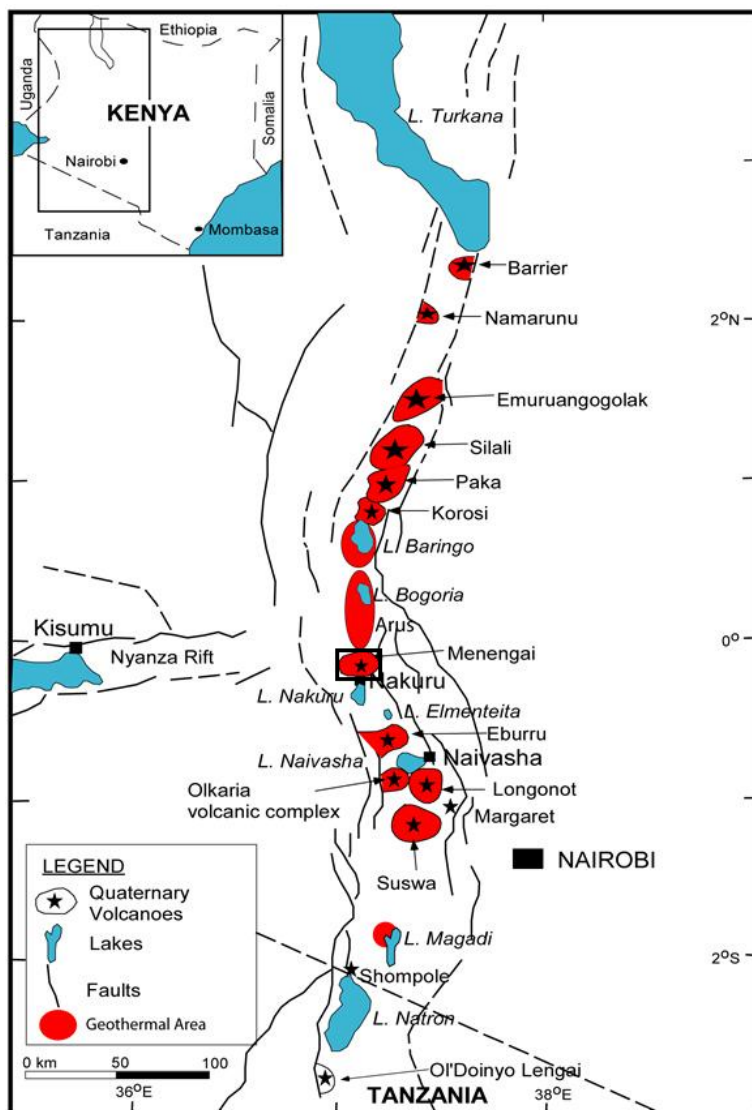 Ethiopia
Uganda
KENYA
Somalia
Nairobi
Mombasa
Tanzania
L. Turkana
Barrier
Namarunu
2°N
Emuruangogolak
Silali
Paka
Korosi
L. Baringo
L. Bogoria
Arus
Kisumu
0°
Nyanza Rift
Menengai
Nakuru
L. Nakuru
L. Elmenteita
Eburru
L. Naivasha
Naivasha
Olkaria
volcanic complex
Longonot
Margaret
NAIROBI
Suswa
LEGEND
Quaternary
Volcanoes
Lakes
Faults
Geothermal Area
0 km 50 100
L. Magadi
2°S
Shompole
L. Natron
Ol'Doinyo Lengai
36°E
TANZANIA
38°E